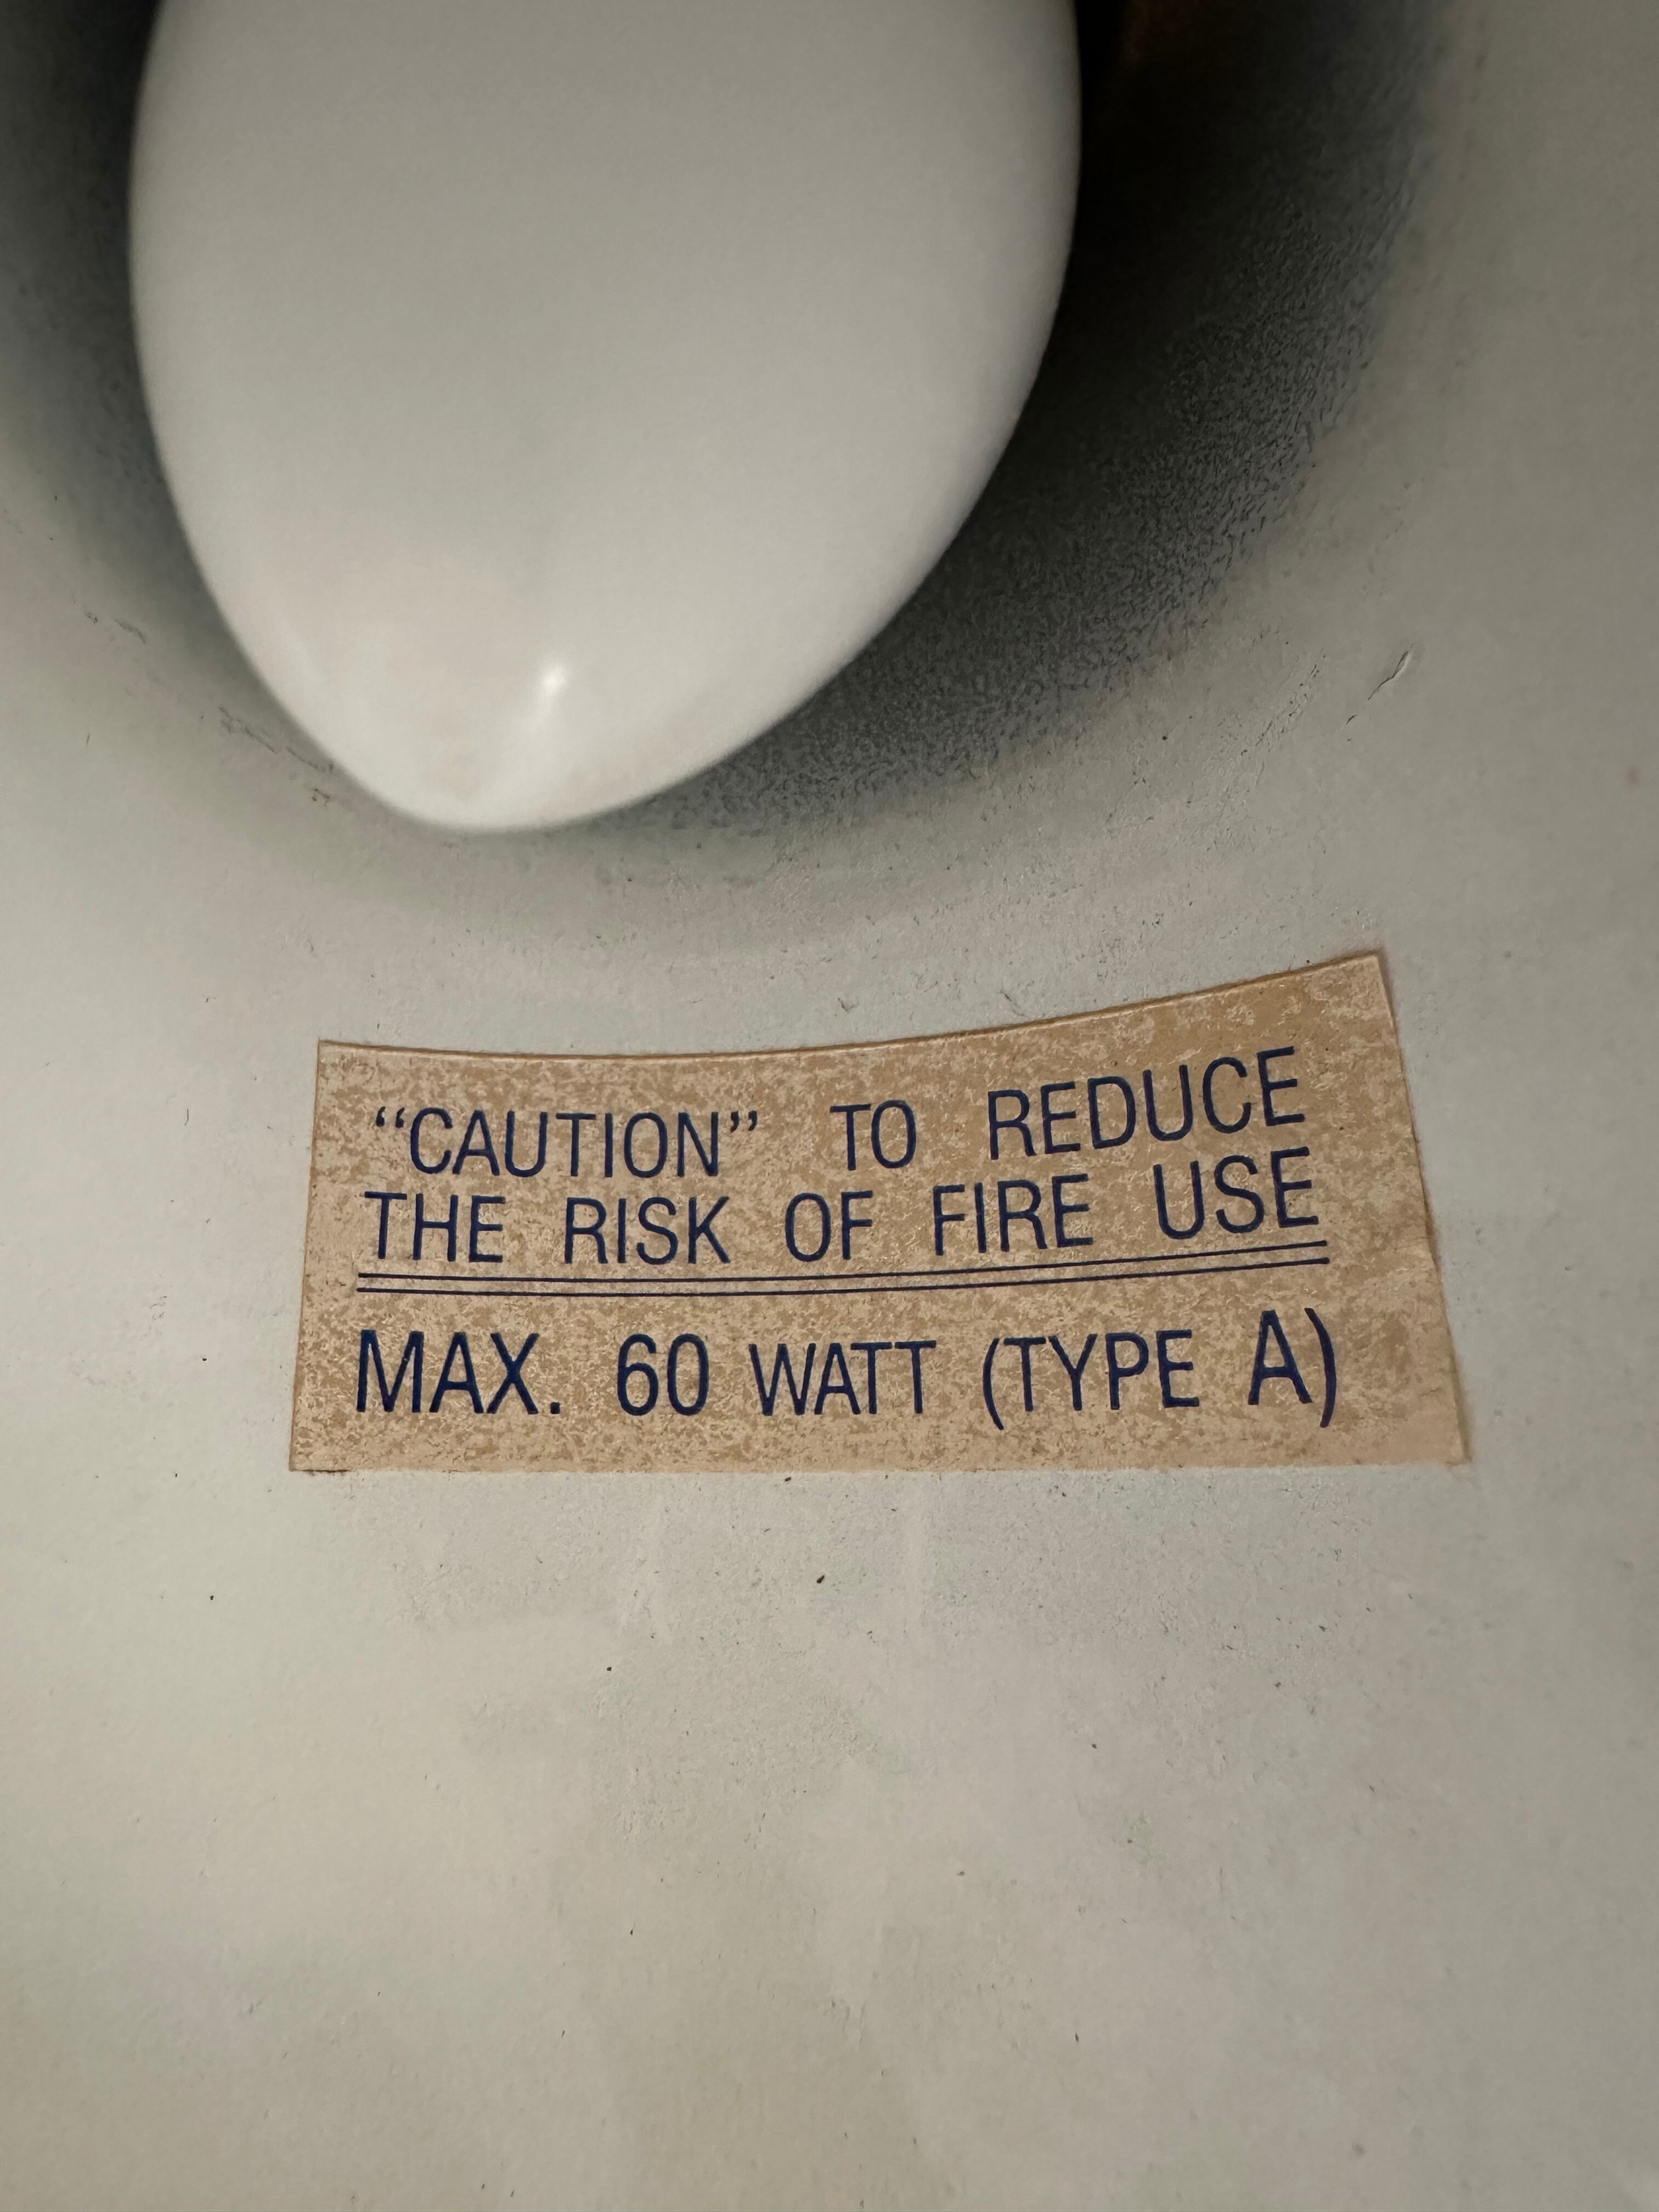 “CAUTION” TO REDUCE
THE RISK OF FIRE USE
MAX. 60 WATT (TYPE A)